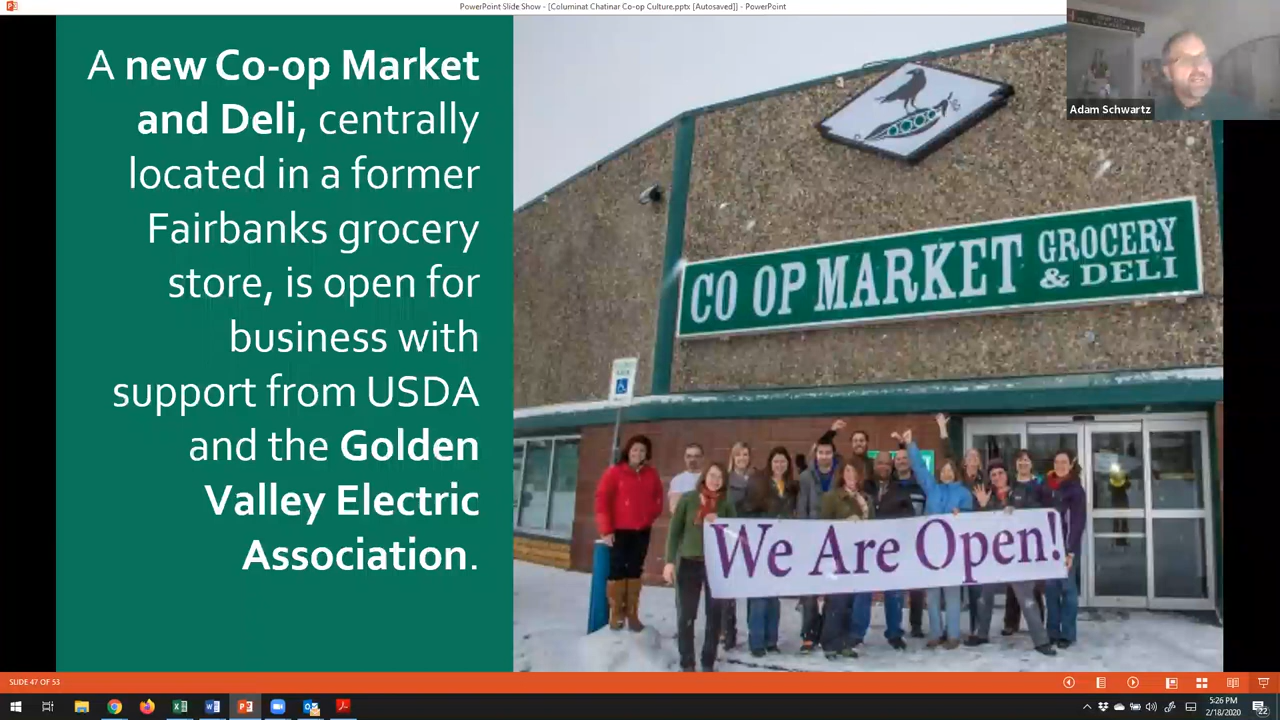 PowerPoint Slide Show - [Columinat Chatinar Co-op Culture.pptx [Autosaved]] - PowerPoint
Adam Schwartz
A new Co-op Market
and Deli, centrally
located in a former
Fairbanks grocery
store, is open for
business with
support from USDA
and the Golden
Valley Electric
Association.
CO OP MARKET GROCERY
& DELI
We Are Open!
SLIDE 47 OF 53
5:26 PM
2/18/2020
22